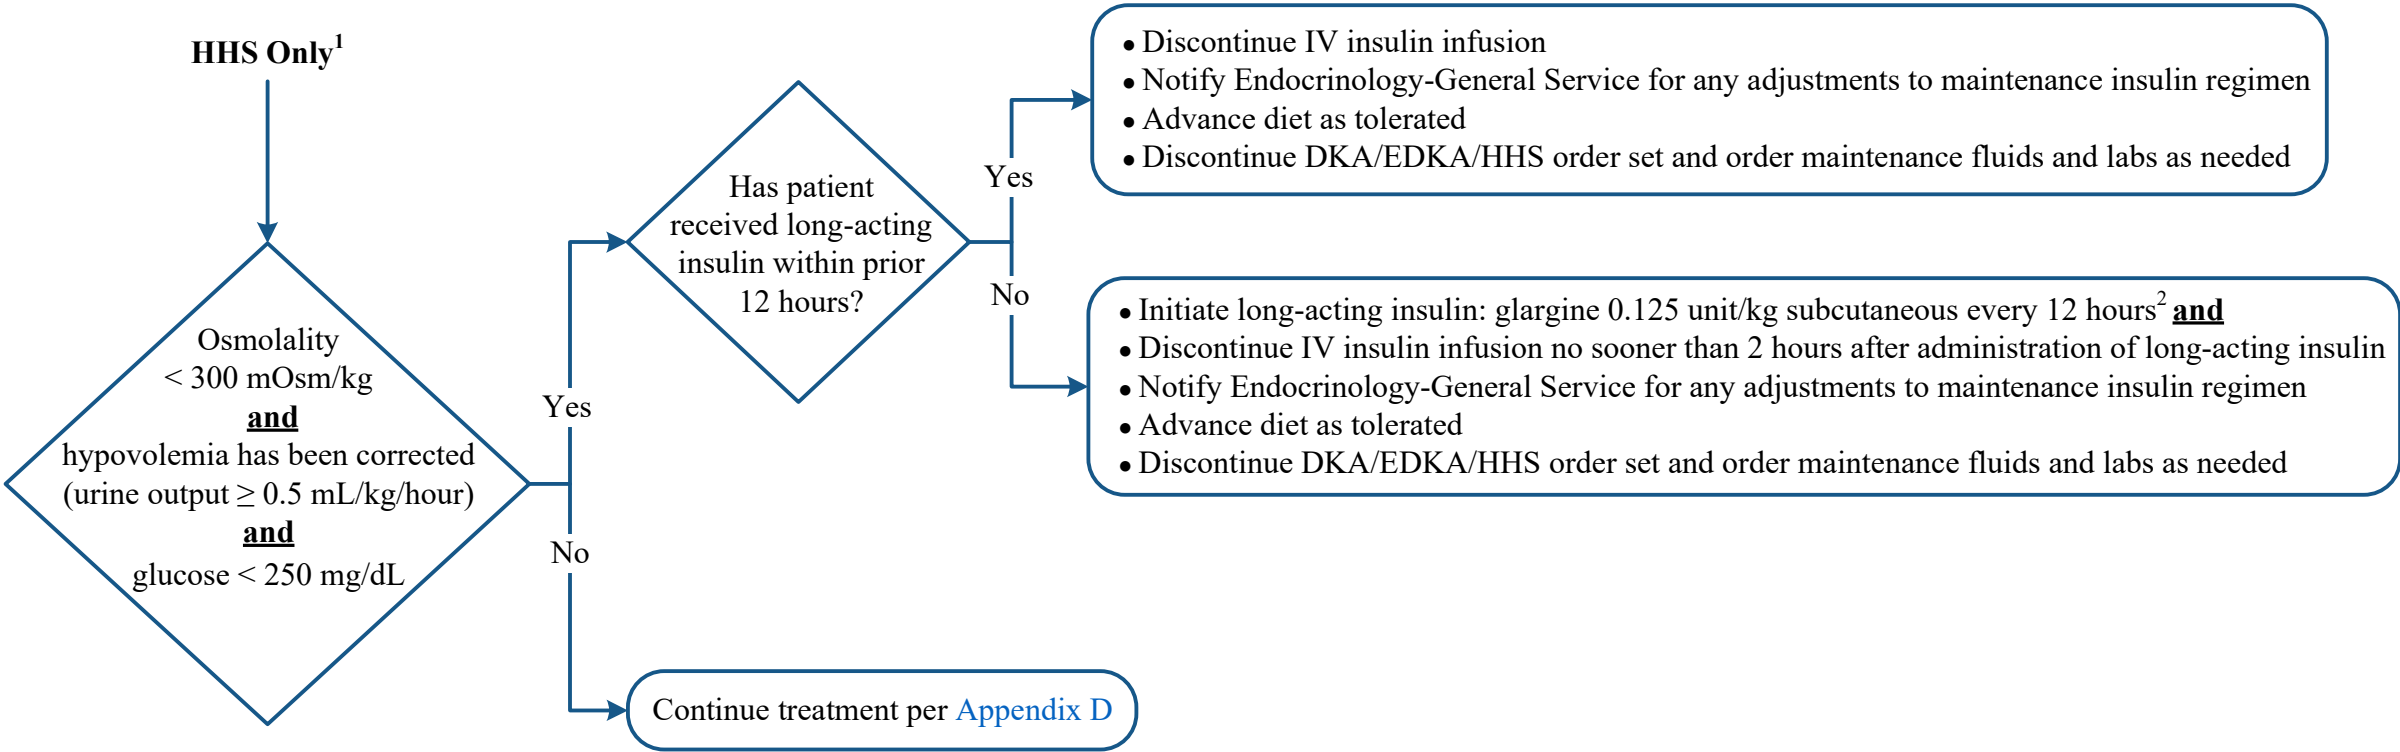 HHS Only¹
Osmolality
< 300 mOsm/kg
and
hypovolemia has been corrected
(urine output ≥ 0.5 mL/kg/hour)
and
glucose < 250 mg/dL
Yes
No
Has patient
received long-acting
insulin within prior
12 hours?
Yes
No
• Discontinue IV insulin infusion
• Notify Endocrinology-General Service for any adjustments to maintenance insulin regimen
• Advance diet as tolerated
• Discontinue DKA/EDKA/HHS order set and order maintenance fluids and labs as needed
• Initiate long-acting insulin: glargine 0.125 unit/kg subcutaneous every 12 hours² and
• Discontinue IV insulin infusion no sooner than 2 hours after administration of long-acting insulin
• Notify Endocrinology-General Service for any adjustments to maintenance insulin regimen
• Advance diet as tolerated
• Discontinue DKA/EDKA/HHS order set and order maintenance fluids and labs as needed
Continue treatment per Appendix D